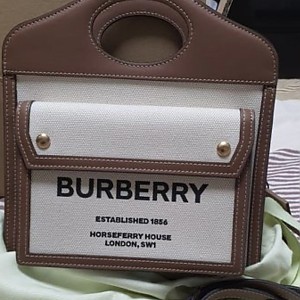 BURBERRY
ESTABLISHED 1856
HORSEFERRY HOUSE
LONDON, SW1